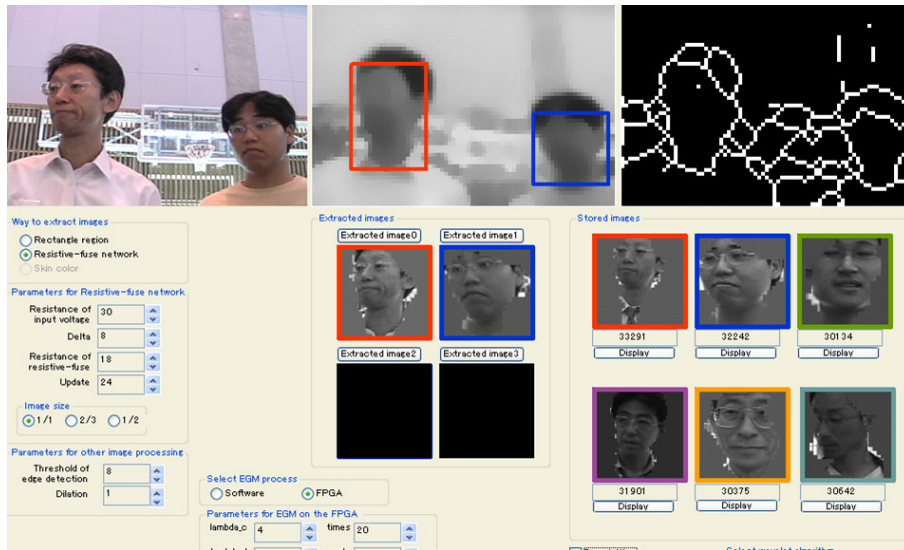 Way to extract images
Rectangle region
Resistive-fuse network
Skin color
Parameters for Resistive-fuse network
Resistance of
input voltage
30
Delta
8
Resistance of
resistive-fuse
18
Update
24
Image size
1/1
2/3
1/2
Parameters for other image processing
Threshold of
edge detection
8
Dilation
1
Extracted images
Extracted image0
Extracted image1
Extracted image2
Extracted image3
Select EGM process
Software
FPGA
Parameters for EGM on the FPGA
lambda_c
4
times
20
Stored images
33291
32242
30134
Display
Display
Display
31901
30375
30642
Display
Display
Display
Select wavelet algorithm